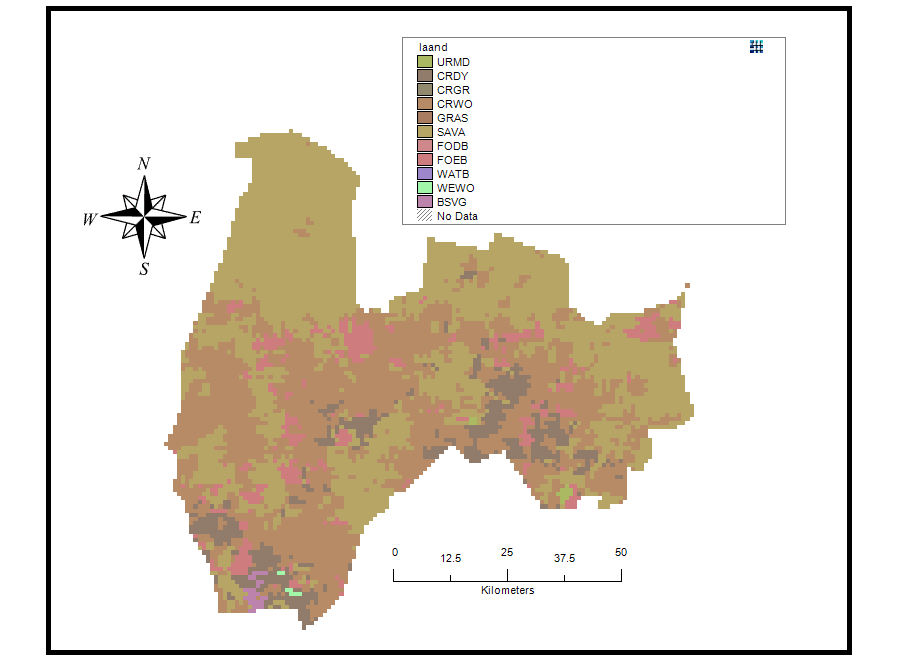 laand
URMD
CRDY
CRGR
CRWO
GRAS
SAVA
FODB
FOEB
WATB
WEWO
BSVG
No Data
N
W E
S
0 12.5 25 37.5 50
Kilometers